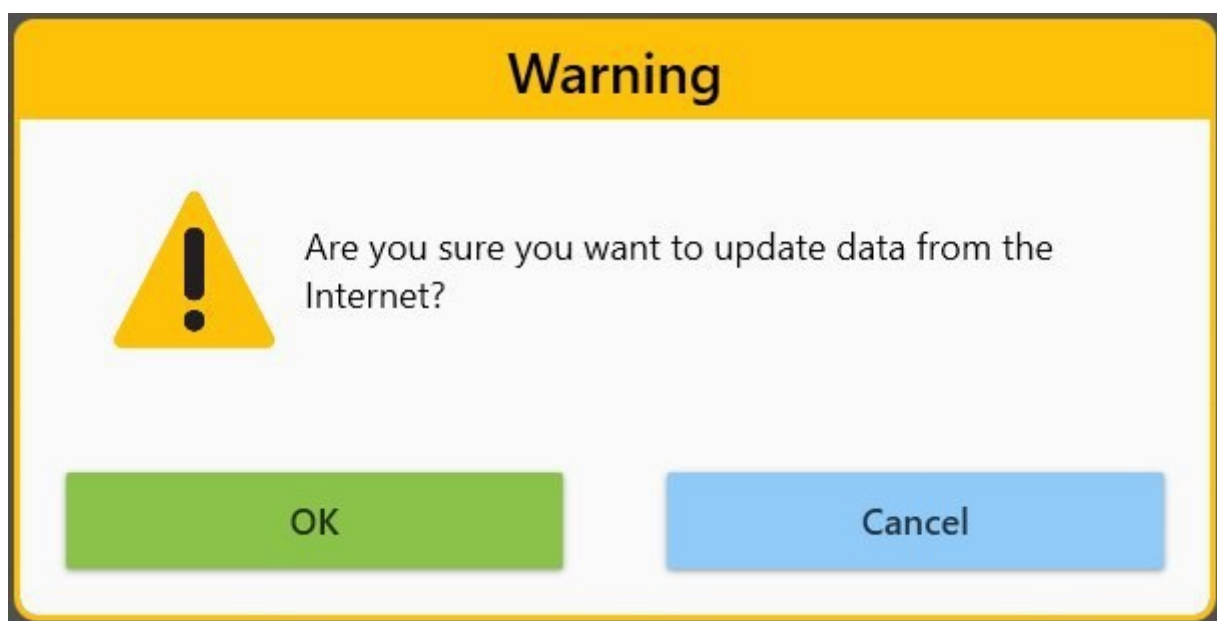 Warning
Are you sure you want to update data from the
Internet?
OK
Cancel